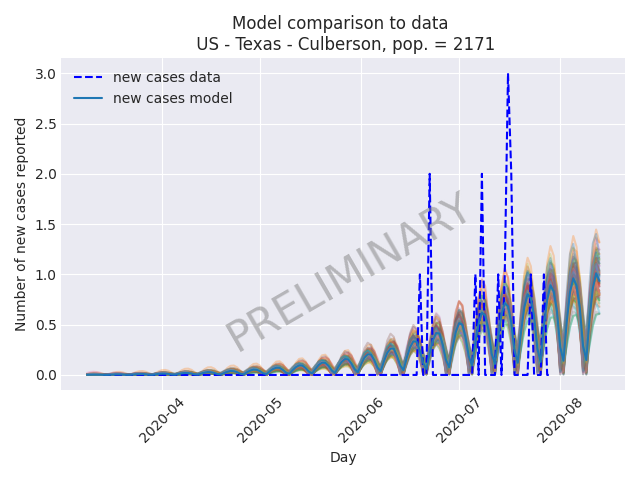 Model comparison to data
US - Texas - Culberson, pop. = 2171
new cases data
new cases model
Number of new cases reported
3.0
2.5
2.0
1.5
1.0
0.5
0.0
PRELIMINARY
2020-04
2020-05
2020-06
2020-07
2020-08
Day